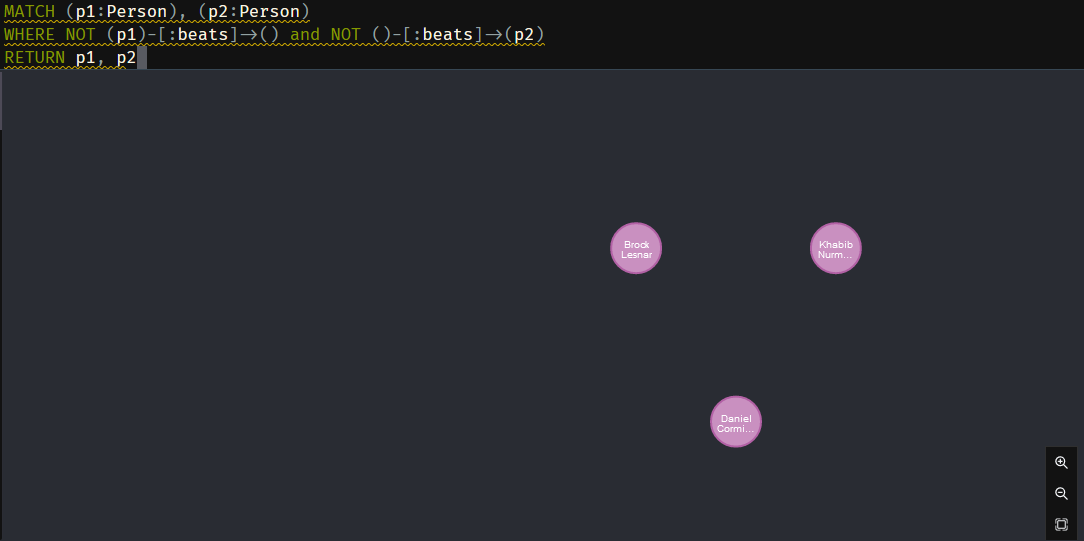 MATCH (p1:Person), (p2:Person)
WHERE NOT (p1)-[:beats]->() and NOT ()-[:beats]->(p2)
RETURN p1, p2
Brock
Lesnar
Khabib
Nurm...
Daniel
Cormi...